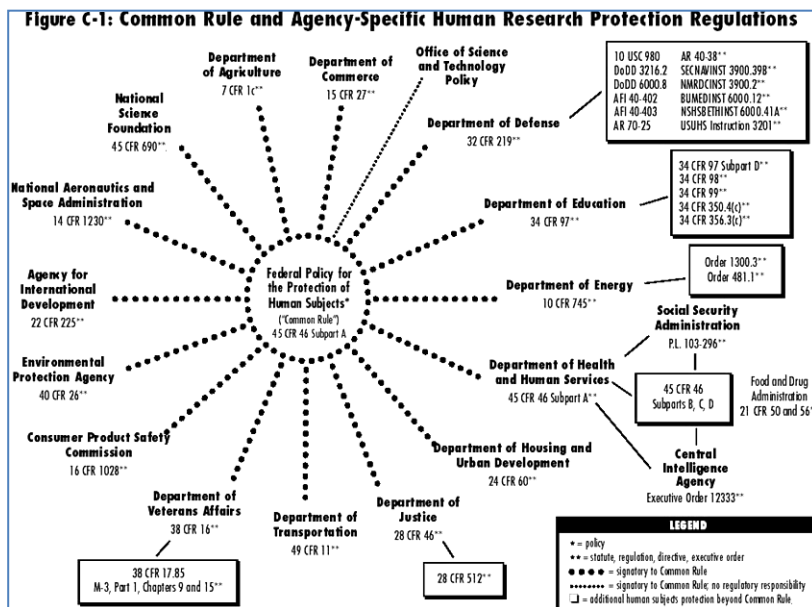 Figure C-1: Common Rule and Agency-Specific Human Research Protection Regulations
Department
of Agriculture
7 CFR 1c**
Department of
Commerce
15 CFR 27**
Office of Science
and Technology
Policy
Department of Defense
32 CFR 219**
10 USC 980 AR 40-38**
DoDD 3216.2 SECNAVINST 3900.39B**
DoDD 6000.8 NMRDCINST 3900.2**
AFI 40-402 BUMEDINST 6000.12**
AFI 40-403 NSHSBETHINST 6000.41A**
AR 70-25 USUHS Instruction 3201**
National
Science
Foundation
45 CFR 690**
Department of Education
34 CFR 97**
34 CFR 97 Subpart D**
34 CFR 98**
34 CFR 99**
34 CFR 350.4(c)**
34 CFR 356.3(c)**
National Aeronautics and
Space Administration
14 CFR 1230**
Federal Policy for
the Protection of
Human Subjects*
("Common Rule")
45 CFR 46 Subpart A
Department of Energy
10 CFR 745**
Order 1300.3**
Order 481.1**
Agency for
International
Development
22 CFR 225**
Social Security
Administration
P.L. 103-296**
Environmental
Protection Agency
40 CFR 26**
Department of Health
and Human Services
45 CFR 46 Subpart A**
45 CFR 46
Subparts B, C, D
Food and Drug
Administration
21 CFR 50 and 56*
Consumer Product Safety
Commission
16 CFR 1028**
Department of Housing and
Urban Development
24 CFR 60**
Central
Intelligence
Agency
Executive Order 12333**
Department of
Veterans Affairs
38 CFR 16**
Department of
Transportation
49 CFR 11**
Department of
Justice
28 CFR 46**
38 CFR 17.85
M-3, Part 1, Chapters 9 and 15**
28 CFR 512**
LEGEND
* = policy
** = statute, regulation, directive, executive order
= signatory to Common Rule
= signatory to Common Rule; no regulatory responsibility
= additional human subjects protection beyond Common Rule.